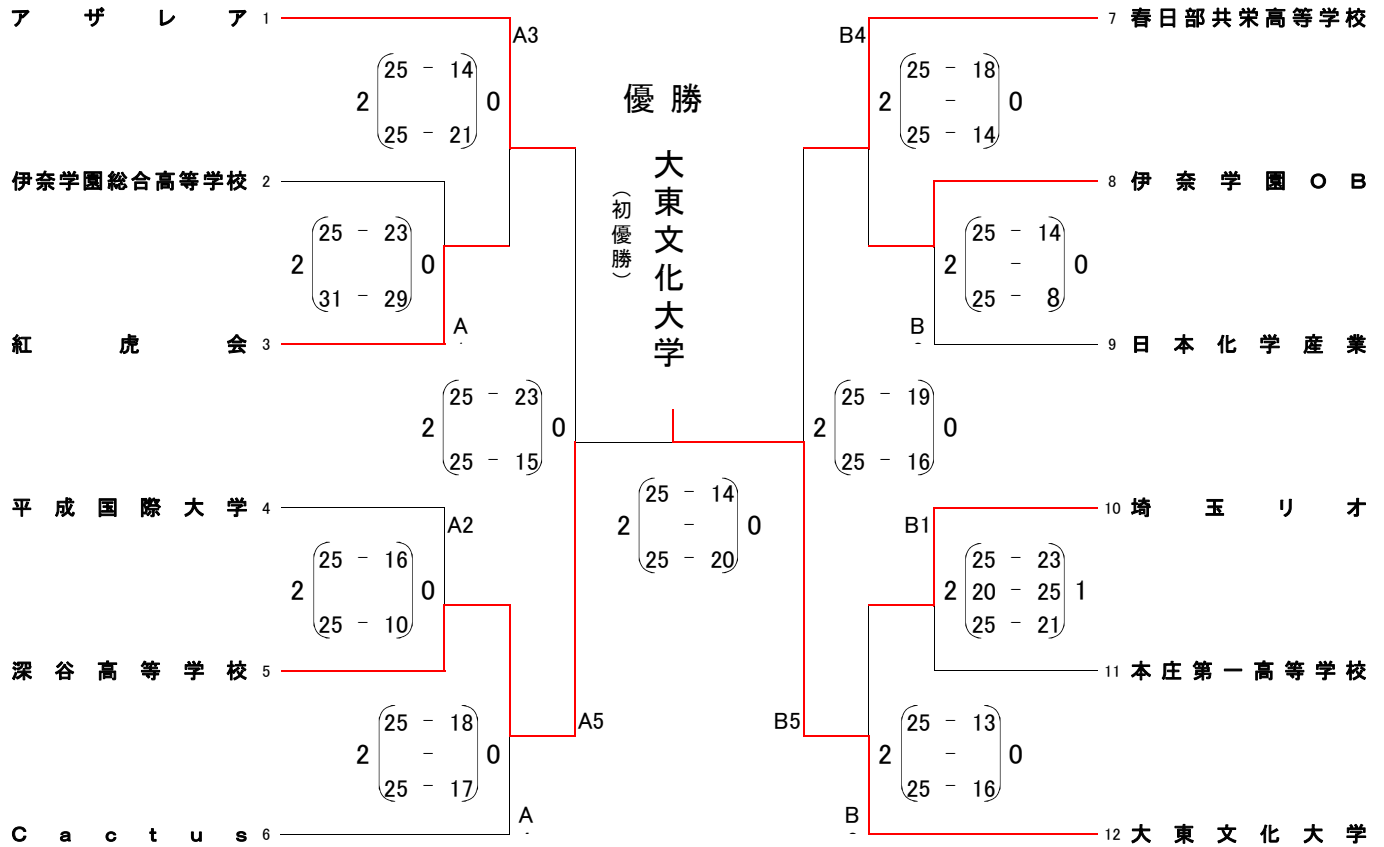 アザレア 1
A3
25 - 14
2 0
25 - 21
伊奈学園総合高等学校 2
25 - 23
2 0
31 - 29
紅虎会 3
A
25 - 23
2 0
25 - 15
平成国際大学 4
A2
25 - 16
2 0
25 - 10
深谷高等学校 5
A5
25 - 18
2 - 0
25 - 17
A
Cactus 6
優勝
大東文化大学
（初優勝）
25 - 14
2 - 0
25 - 20
B4
7 春日部共栄高等学校
25 - 18
2 - 0
25 - 14
8 伊奈学園OB
25 - 14
2 - 0
25 - 8
B
9 日本化学産業
25 - 19
2 0
25 - 16
10 埼玉リオ
B1
25 - 23
2 20 - 25 1
25 - 21
11 本庄第一高等学校
B5
25 - 13
2 - 0
25 - 16
B
12 大東文化大学